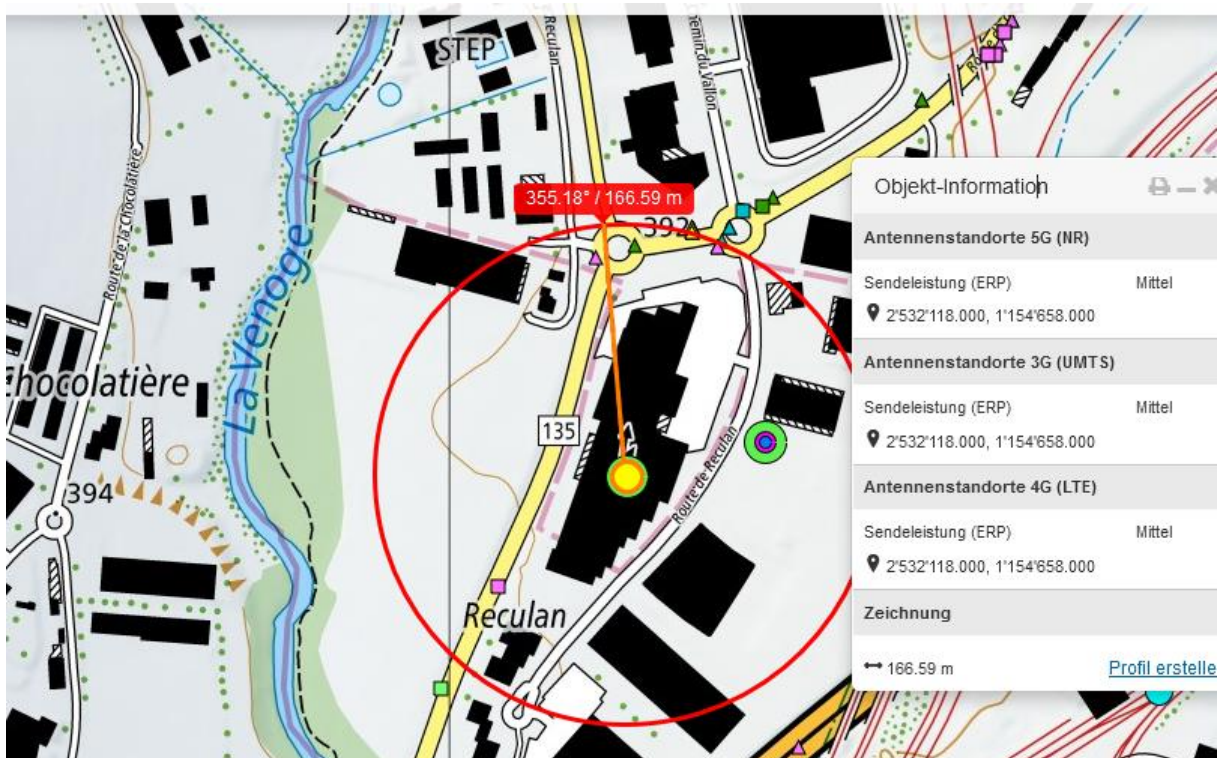 Reculan
Chemin du Vallon
STEP
Route de la Chocolatière
355.18° / 166.59 m
392
La Venoge
Chocolatière
135
394
Route de Reculan
Reculan
Objekt-Information
Antennenstandorte 5G (NR)
Sendeleistung (ERP) Mittel
2'532'118.000, 1'154'658.000
Antennenstandorte 3G (UMTS)
Sendeleistung (ERP) Mittel
2'532'118.000, 1'154'658.000
Antennenstandorte 4G (LTE)
Sendeleistung (ERP) Mittel
2'532'118.000, 1'154'658.000
Zeichnung
166.59 m Profil erstelle